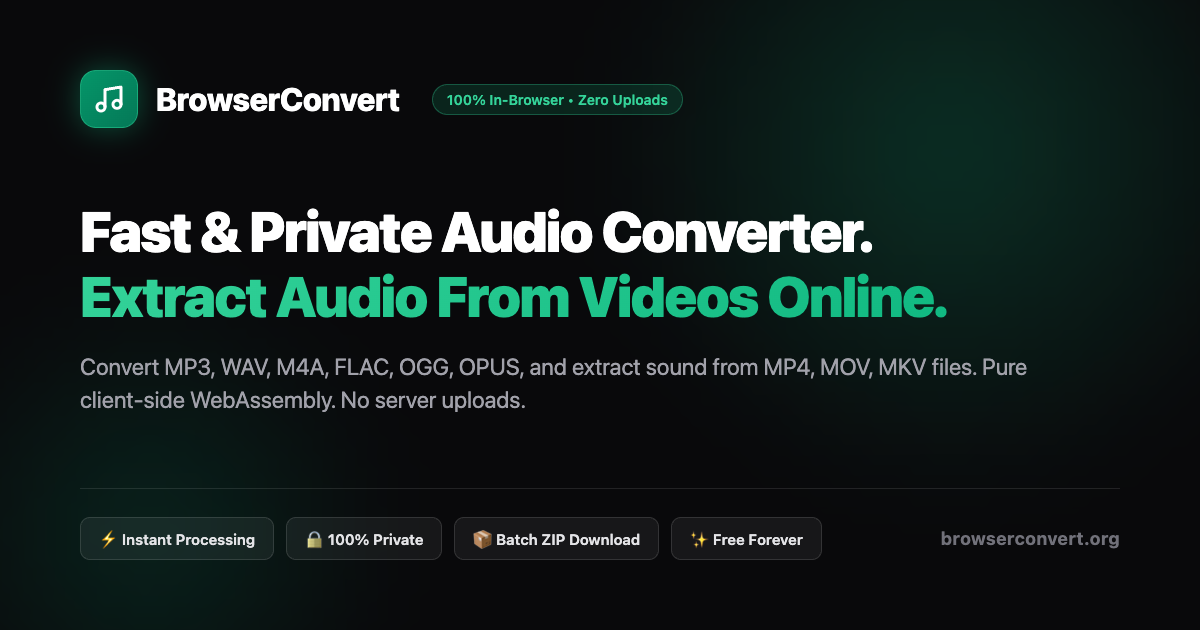 BrowserConvert
100% In-Browser • Zero Uploads
Fast & Private Audio Converter.
Extract Audio From Videos Online.
Convert MP3, WAV, M4A, FLAC, OGG, OPUS, and extract sound from MP4, MOV, MKV files. Pure
client-side WebAssembly. No server uploads.
⚡ Instant Processing
🔒 100% Private
📦 Batch ZIP Download
✨ Free Forever
browserconvert.org